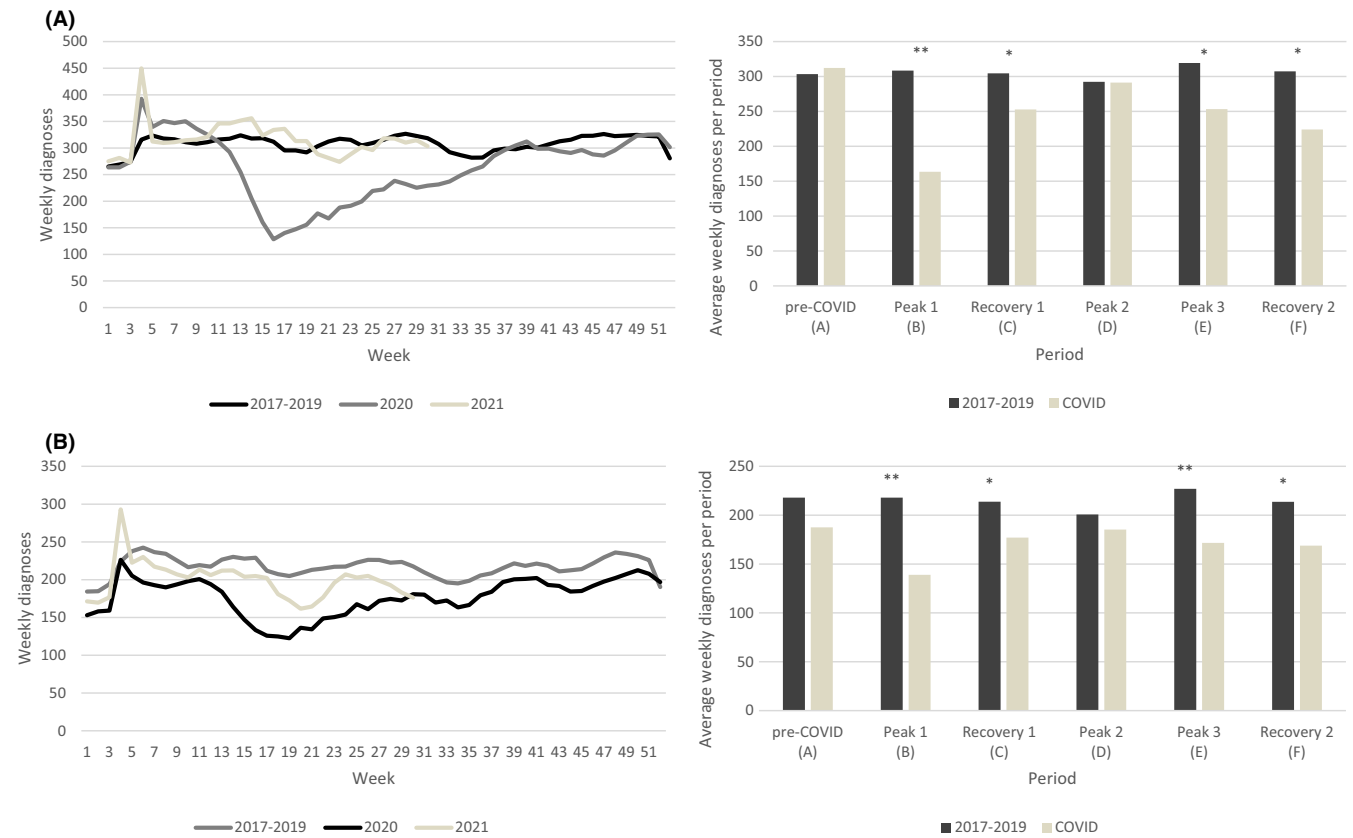 (A)
Weekly diagnoses
500
450
400
350
300
250
200
150
100
50
0
1 3 5 7 9 11 13 15 17 19 21 23 25 27 29 31 33 35 37 39 41 43 45 47 49 51
Week
2017-2019 2020 2021
Average weekly diagnoses per period
350
300
250
200
150
100
50
0
** * * *
pre-COVID Peak 1 Recovery 1 Peak 2 Peak 3 Recovery 2
(A) (B) (C) (D) (E) (F)
Period
2017-2019 COVID
(B)
Weekly diagnoses
350
300
250
200
150
100
50
0
1 3 5 7 9 11 13 15 17 19 21 23 25 27 29 31 33 35 37 39 41 43 45 47 49 51
Week
2017-2019 2020 2021
Average weekly diagnoses per period
250
200
150
100
50
0
** * ** *
pre-COVID Peak 1 Recovery 1 Peak 2 Peak 3 Recovery 2
(A) (B) (C) (D) (E) (F)
Period
2017-2019 COVID